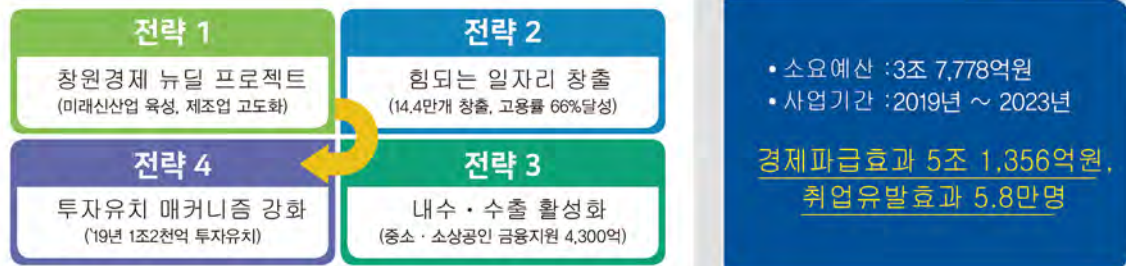 전략 1
창원경제 뉴딜 프로젝트
(미래신산업 육성, 제조업 고도화)
전략 2
힘되는 일자리 창출
(14.4만개 창출, 고용률 66%달성)
전략 4
투자유치 매커니즘 강화
('19년 1조2천억 투자유치)
전략 3
내수·수출 활성화
(중소·소상공인 금융지원 4,300억)
• 소요예산 :3조 7,778억원
• 사업기간 :2019년 ~ 2023년
경제파급효과 5조 1,356억원,
취업유발효과 5.8만명